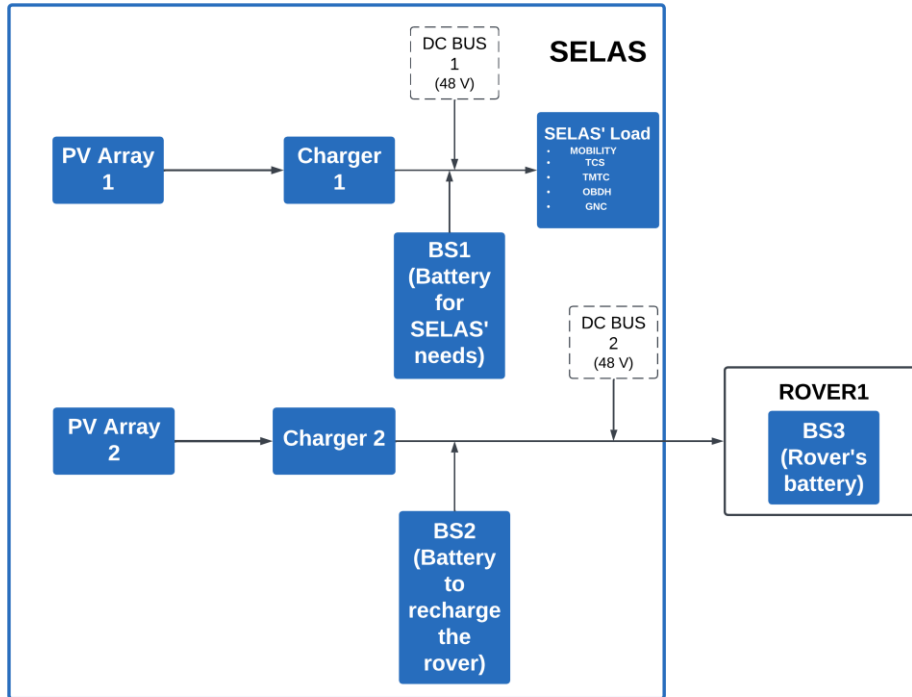 SELAS
DC BUS
1
(48 V)
PV Array
1
Charger
1
SELAS' Load
• MOBILITY
• TCS
• TMTC
• OBDH
• GNC
BS1
(Battery
for
SELAS'
needs)
DC BUS
2
(48 V)
PV Array
2
Charger 2
ROVER1
BS3
(Rover's
battery)
BS2
(Battery
to
recharge
the
rover)